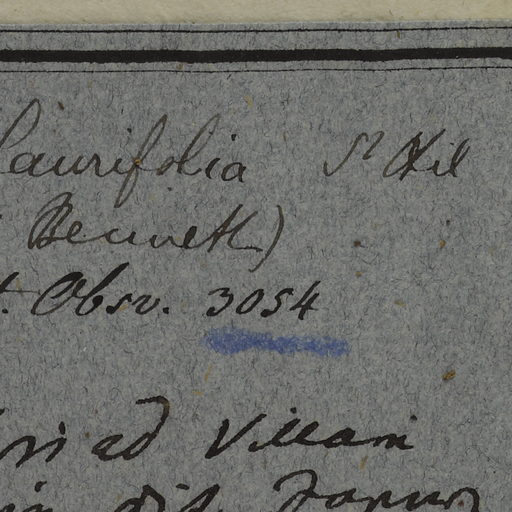 laurifolia St Hil
Bennett)
t. Obsv. 3054
ad Villam